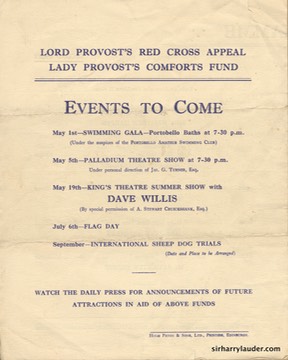 LORD PROVOST'S RED CROSS APPEAL
LADY PROVOST'S COMFORTS FUND
EVENTS TO COME
May 1st—SWIMMING GALA—Portobello Baths at 7-30 p.m.
(Under the auspices of the PORTOBELLO AMATEUR SWIMMING CLUB)
May 5th—PALLADIUM THEATRE SHOW at 7-30 p.m.
Under personal direction of JAS. G. TURNER, Esq.
May 19th—KING'S THEATRE SUMMER SHOW with
DAVE WILLIS
(By special permission of A. STEWART CRUIKSHANK, Esq.)
July 6th—FLAG DAY
September—INTERNATIONAL SHEEP DOG TRIALS
(Date and Place to be Arranged)
WATCH THE DAILY PRESS FOR ANNOUNCEMENTS OF FUTURE
ATTRACTIONS IN AID OF ABOVE FUNDS
& SONS, LTD., PRINTERS, EDINBURGH.
sirharrylauder.com